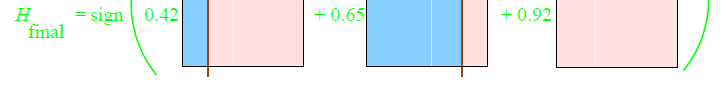 H final = sign ( 0.42 + 0.65 + 0.92 )